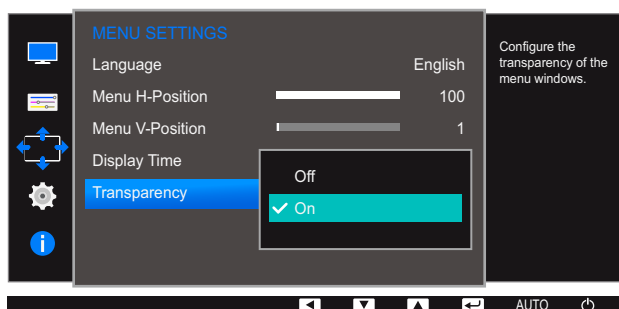 MENU SETTINGS
Language English
Menu H-Position 100
Menu V-Position 1
Display Time
Transparency
Off
On
Configure the
transparency of the
menu windows.
AUTO